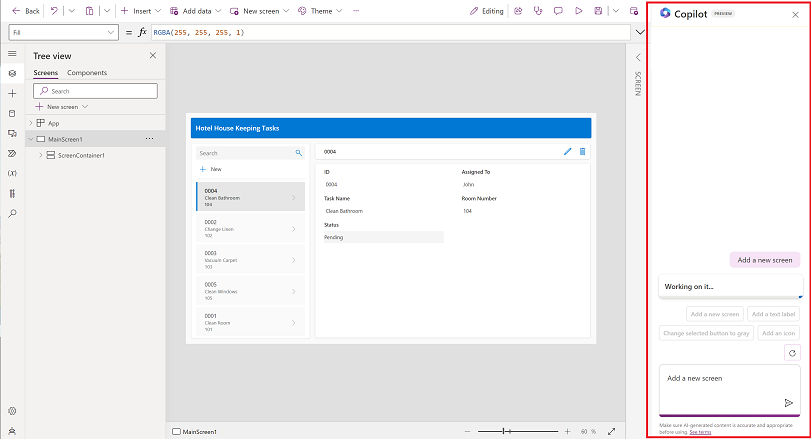 Back Insert Add data New screen Theme Editing
Copilot PREVIEW
Fill = fx RGBA(255, 255, 255, 1)
Tree view
Screens Components
Search
New screen
App
MainScreen1
ScreenContainer1
Hotel House Keeping Tasks
Search
New
0004
Clean Bathroom
104
0002
Change Linen
102
0003
Vacuum Carpet
103
0005
Clean Windows
105
0001
Clean Room
101
0004
ID Assigned To
0004 John
Task Name Room Number
Clean Bathroom 104
Status
Pending
SCREEN
Add a new screen
Working on it...
Add a new screen Add a text label
Change selected button to gray Add an icon
Add a new screen
Make sure AI-generated content is accurate and appropriate
before using. See terms
MainScreen1 − + 60 %